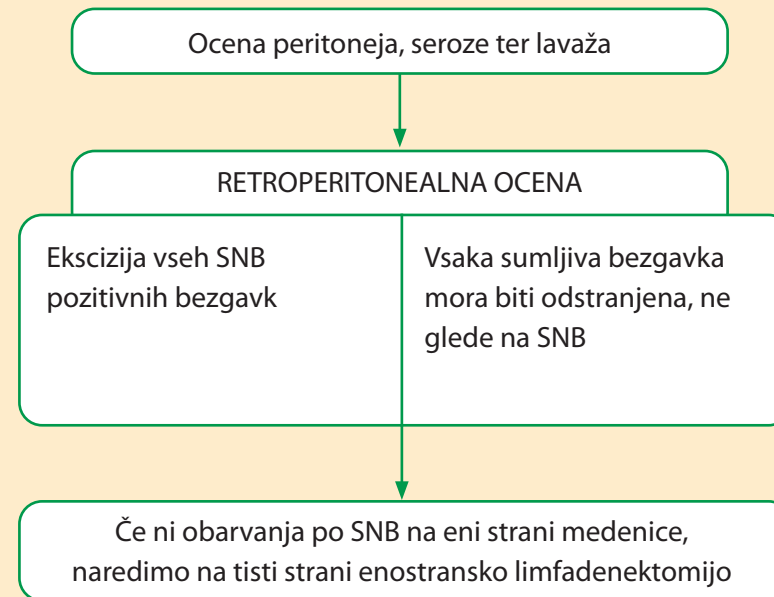 Ocena peritoneja, seroze ter lavaža
RETROPERITONEALNA OCENA
Ekscizija vseh SNB
pozitivnih bezgavk
Vsaka sumljiva bezgavka
mora biti odstranjena, ne
glede na SNB
Če ni obarvanja po SNB na eni strani medenice,
naredimo na tisti strani enostransko limfadenektomijo